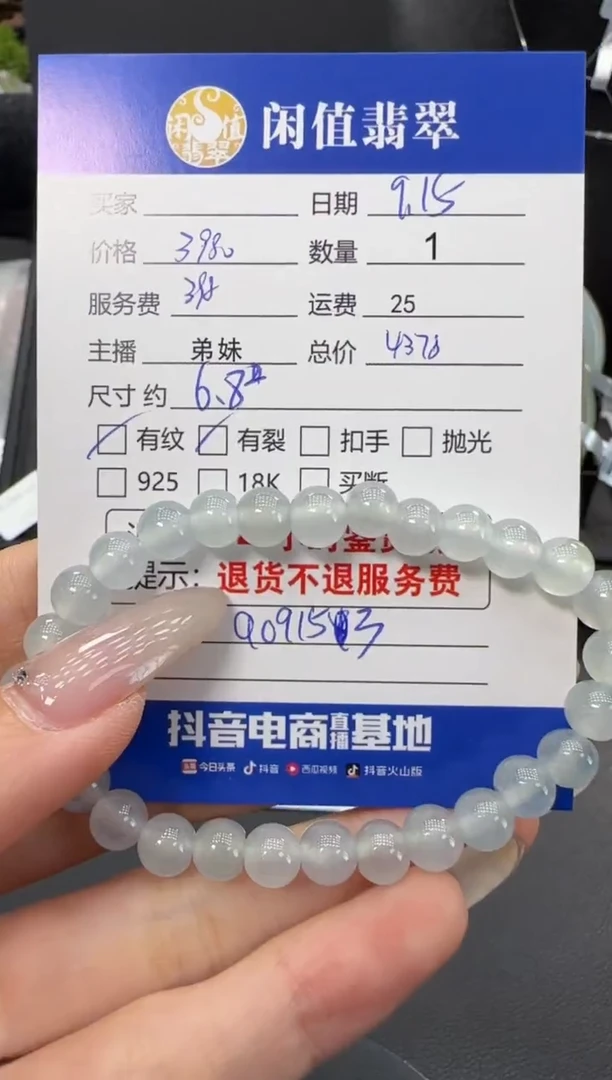 闲值翡翠
闲值翡翠
买家 日期 9.15
价格 3980 数量 1
服务费 398 运费 25
主播 弟妹 总价 4378
尺寸 约 6.8
有纹 有裂 扣手 抛光
925 18K 买断
提示: 退货不退服务费
抖音电商直播基地
头条 今日头条 抖音 西瓜视频 抖音火山版